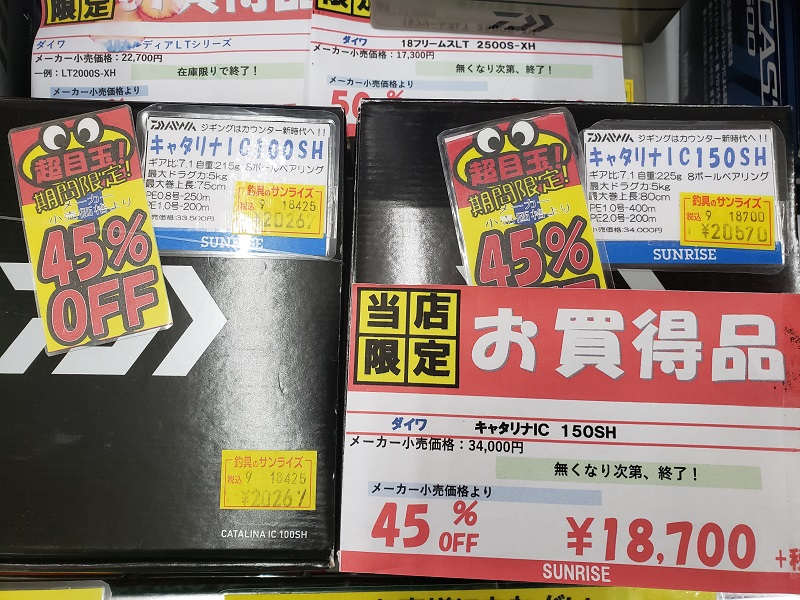 限定
ダイワ
ディアLTシリーズ
メーカー小売価格：22,700円
一例：LT2000S-XH
在庫限りで終了！
メーカー小売価格より
ダイワ
18フリームスLT 2500S-XH
メーカー小売価格：17,300円
無くなり次第、終了！
メーカー小売価格より
超目玉!
期間限定!
45%
OFF
DAIWA ジギングはカウンター新時代へ!!
キャタリナIC100SH
ギア比:7.1自重:215g 8ボールベアリング
最大ドラグ力:5kg
最大巻上長:75cm
PE0.8号-250m
PE1.0号-200m
小売価格:33,500円
釣具のサンライズ
税込 9 18425
¥20267
SUNRISE
釣具のサンライズ
税込 9 18425
¥20267
CATALINA IC 100SH
超目玉!
期間限定!
45%
DAIWA ジギングはカウンター新時代へ!!
キャタリナIC150SH
ギア比:7.1自重:225g 8ボールベアリング
最大ドラグ力:5kg
最大巻上長:80cm
PE1.0号-400m
PE2.0号-200m
小売価格:34,000円
釣具のサンライズ
税込 9 18700
¥20570
SUNRISE
当店
限定
お買得品
ダイワ
キャタリナIC 150SH
メーカー小売価格：34,000円
無くなり次第、終了！
メーカー小売価格より
45%
OFF
¥18,700
SUNRISE